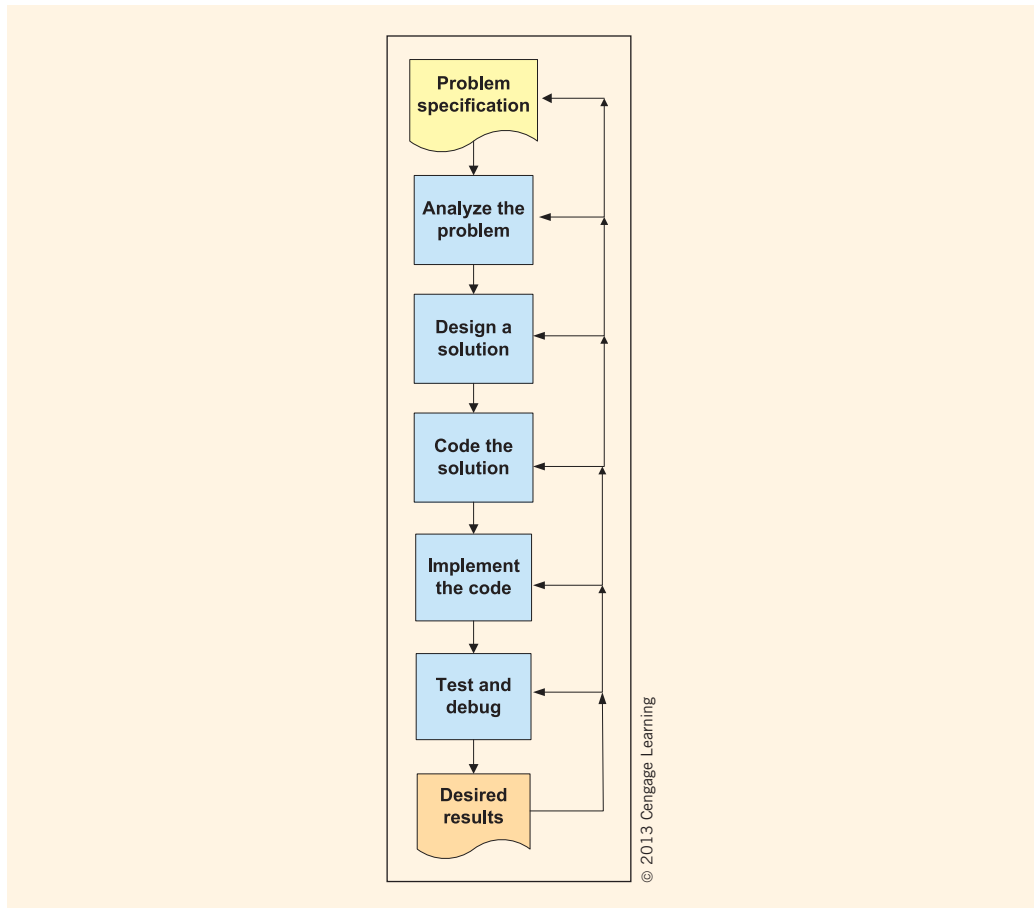 Problem
specification
Analyze the
problem
Design a
solution
Code the
solution
Implement
the code
Test and
debug
Desired
results
© 2013 Cengage Learning